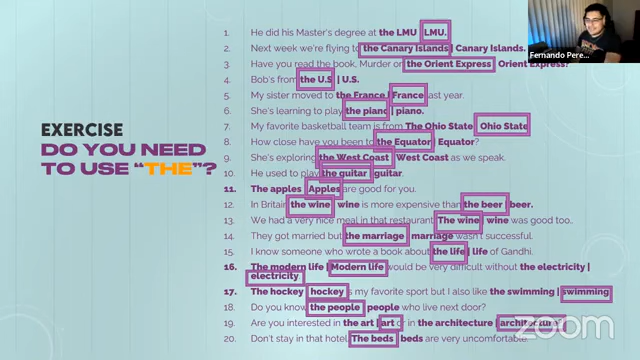 EXERCISE
DO YOU NEED
TO USE “THE”?
1. He did his Master's degree at the LMU | LMU.
2. Next week we're flying to the Canary Islands | Canary Islands.
3. Have you read the book, Murder on the Orient Express | Orient Express?
4. Bob's from the U.S | U.S.
5. My sister moved to the France | France last year.
6. She's learning to play the piano | piano.
7. My favorite basketball team is from The Ohio State | Ohio State
8. How close have you been to the Equator | Equator?
9. She's exploring the West Coast | West Coast as we speak.
10. He used to play the guitar | guitar.
11. The apples | Apples are good for you.
12. In Britain the wine | wine is more expensive than the beer | beer.
13. We had a very nice meal in that restaurant. The wine | wine was good too..
14. They got married but the marriage | marriage wasn't successful.
15. I know someone who wrote a book about the life | life of Gandhi.
16. The modern life | Modern life would be very difficult without the electricity |
electricity
17. The hockey | hockey is my favorite sport but I also like the swimming | swimming
18. Do you know the people | people who live next door?
19. Are you interested in the art | art or in the architecture | architecture?
20. Don't stay in that hotel. The beds | beds are very uncomfortable.
Fernando Pere...
zoom